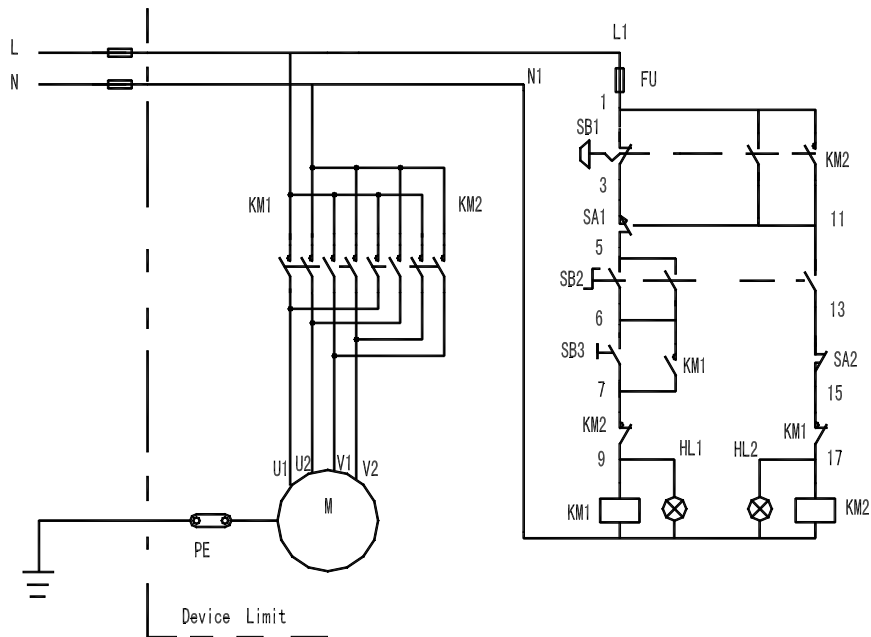 L1
L
N
N1
FU
1
SB1
KM2
3
KM1
KM2
SA1
11
5
SB2
13
6
SB3
KM1
SA2
7
15
KM2
KM1
9
HL1
HL2
17
U1
U2
V1
V2
M
KM1
KM2
PE
Device Limit